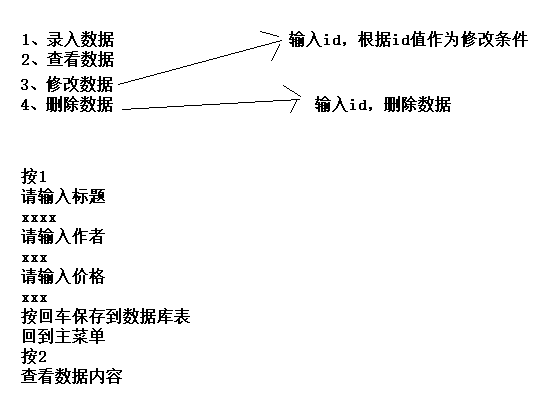 1、录入数据
输入id，根据id值作为修改条件
2、查看数据
3、修改数据
4、删除数据
输入id，删除数据
按1
请输入标题
xxxx
请输入作者
xxx
请输入价格
xxx
按回车保存到数据库表
回到主菜单
按2
查看数据内容